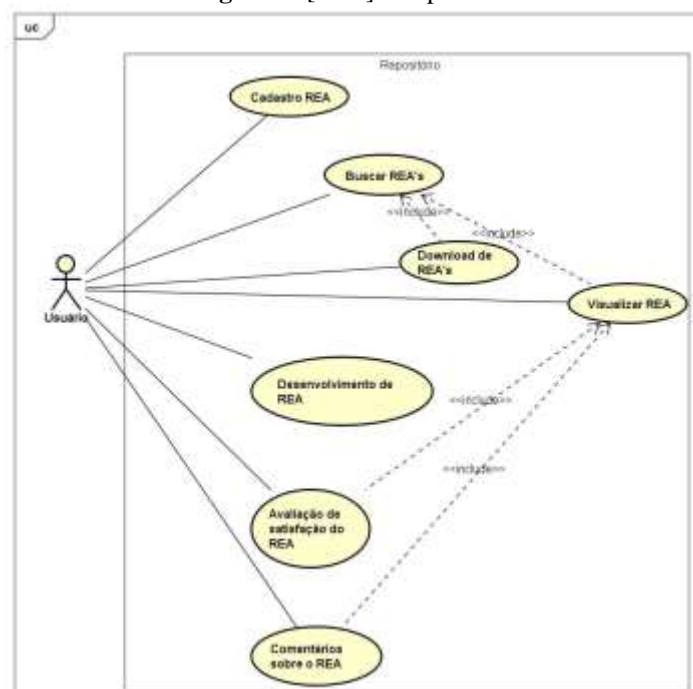 uc
Repositório
Cadastro REA
Buscar REA's
<<include>>
<<include>>
Download de
REA's
Visualizar REA
Usuário
Desenvolvimento de
REA
<<include>>
<<include>>
Avaliação de
satisfação do
REA
Comentários
sobre o REA